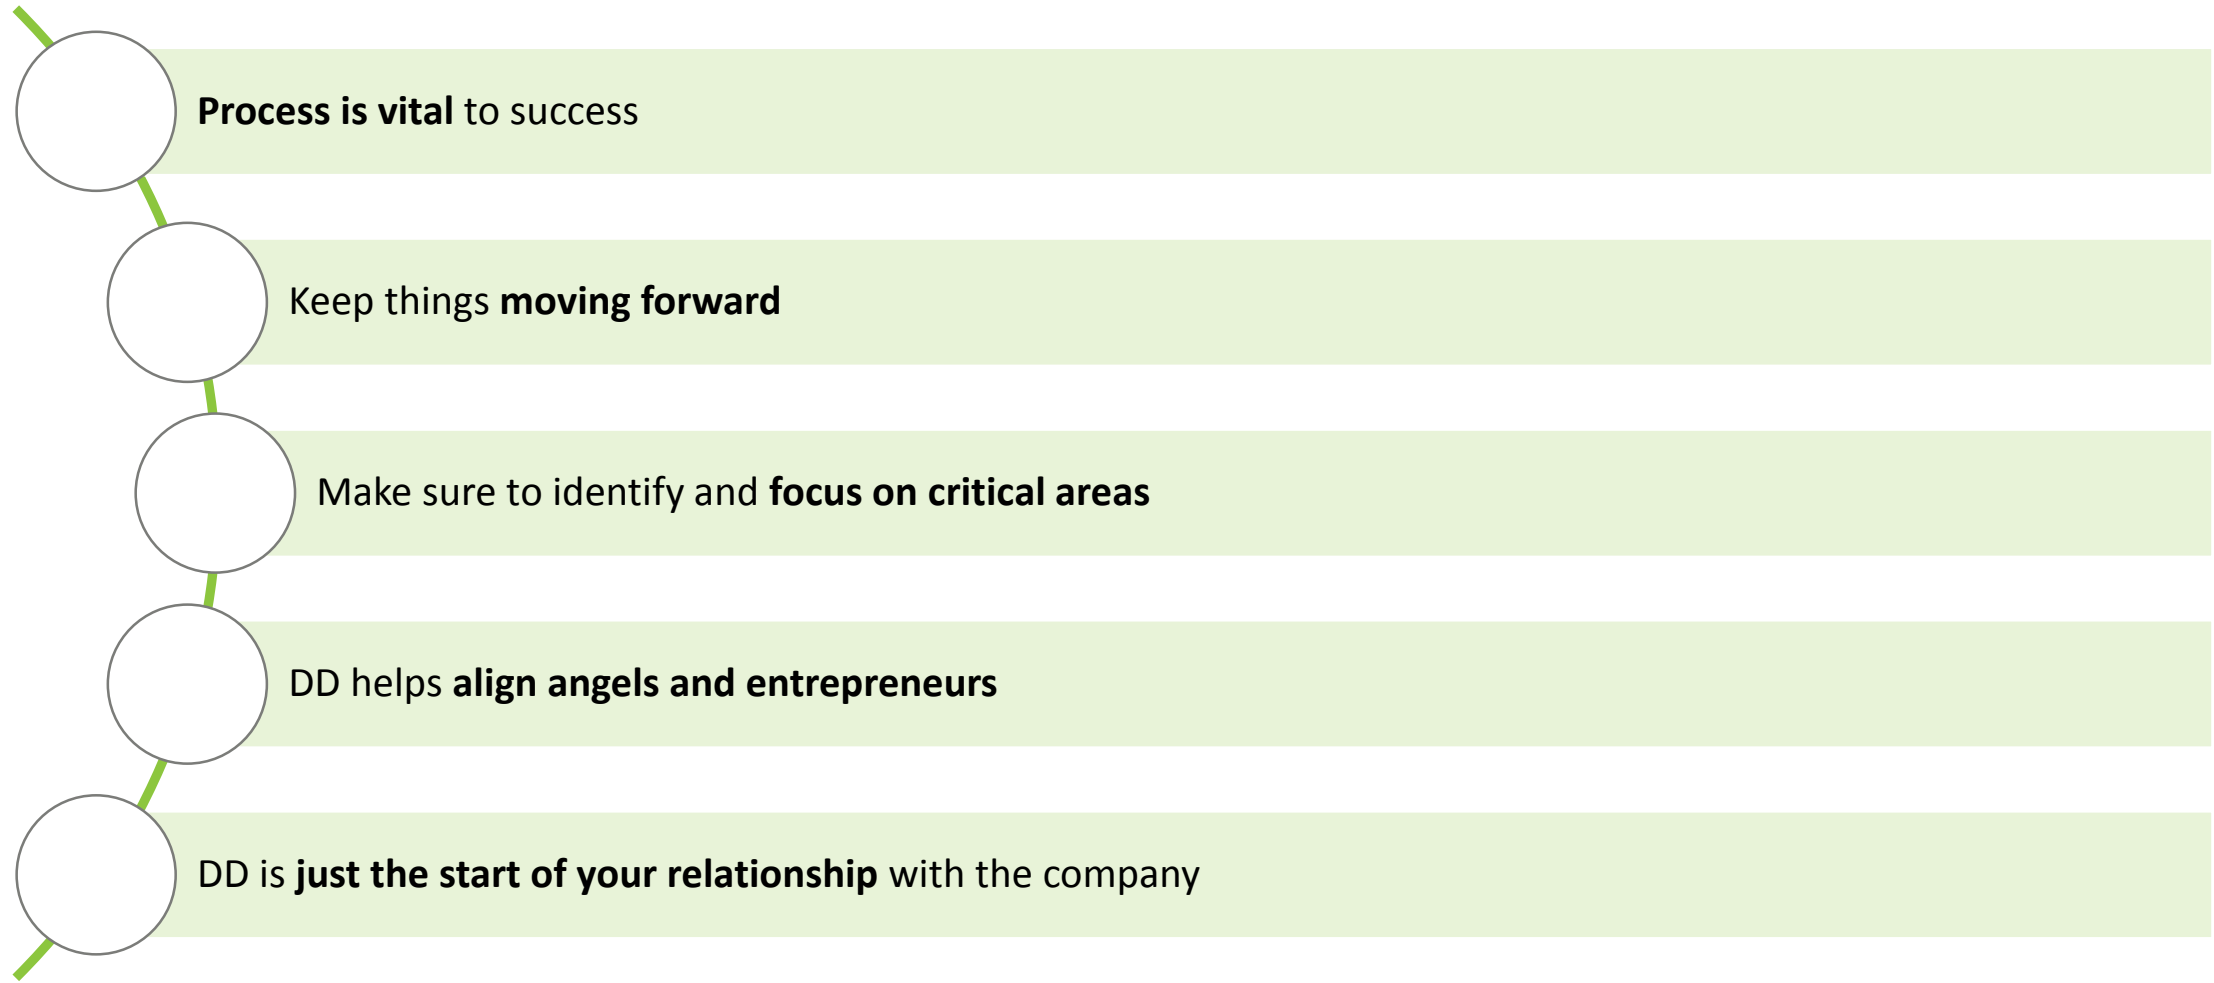 Process is vital to success
Keep things moving forward
Make sure to identify and focus on critical areas
DD helps align angels and entrepreneurs
DD is just the start of your relationship with the company